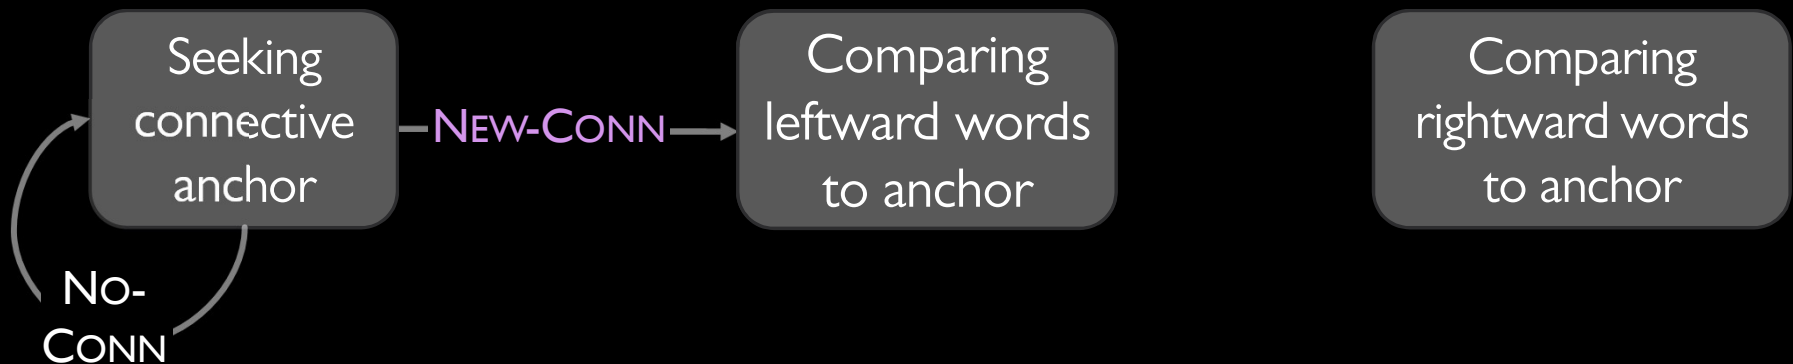 Seeking
connective
anchor
NEW-CONN
Comparing
leftward words
to anchor
Comparing
rightward words
to anchor
NO-
CONN